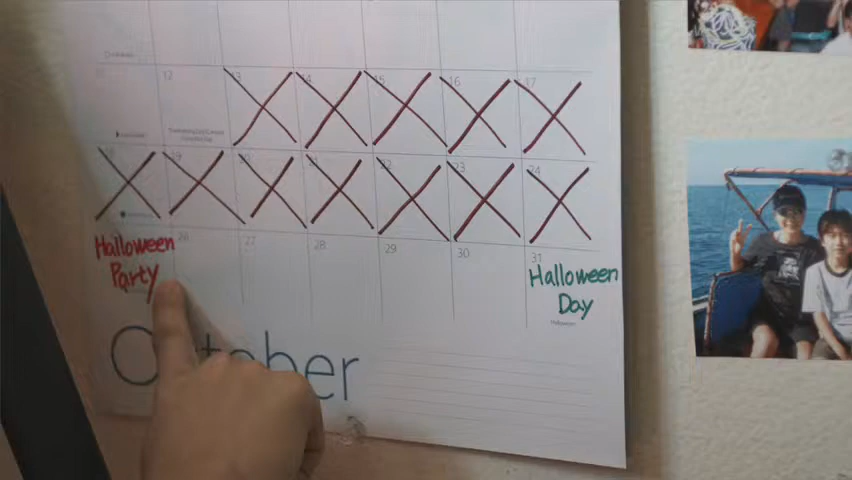 12
13 14 15 16 17
18 19 20 21 22 23 24
26 27 28 29 30 31
Halloween
Party
Halloween
Day
Halloween
October